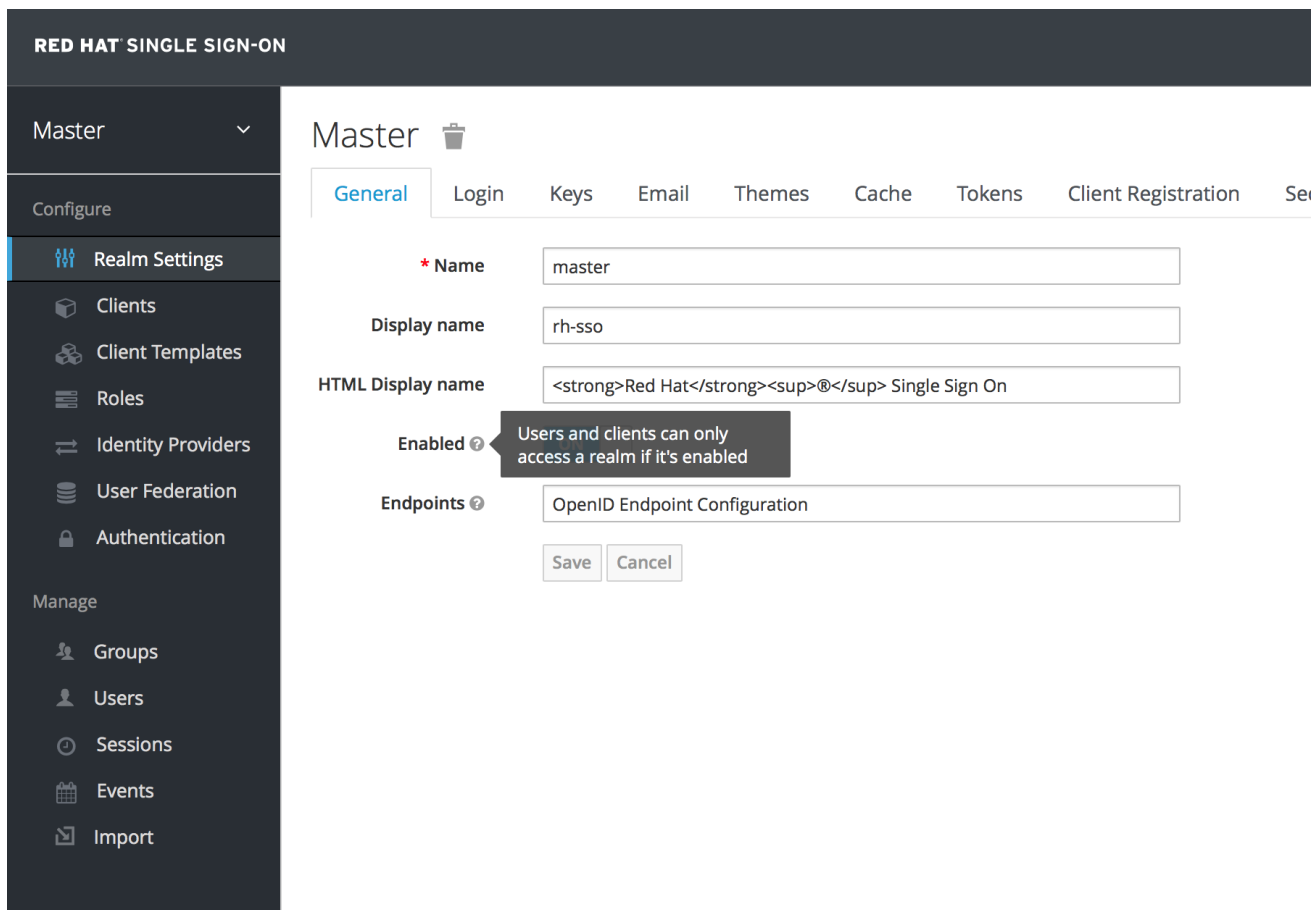 RED HAT® SINGLE SIGN-ON
Master
Configure
Realm Settings
Clients
Client Templates
Roles
Identity Providers
User Federation
Authentication
Manage
Groups
Users
Sessions
Events
Import
Master
General Login Keys Email Themes Cache Tokens Client Registration
* Name master
Display name rh-sso
HTML Display name <strong>Red Hat</strong><sup>®</sup> Single Sign On
Enabled Users and clients can only
access a realm if it's enabled
Endpoints OpenID Endpoint Configuration
Save Cancel